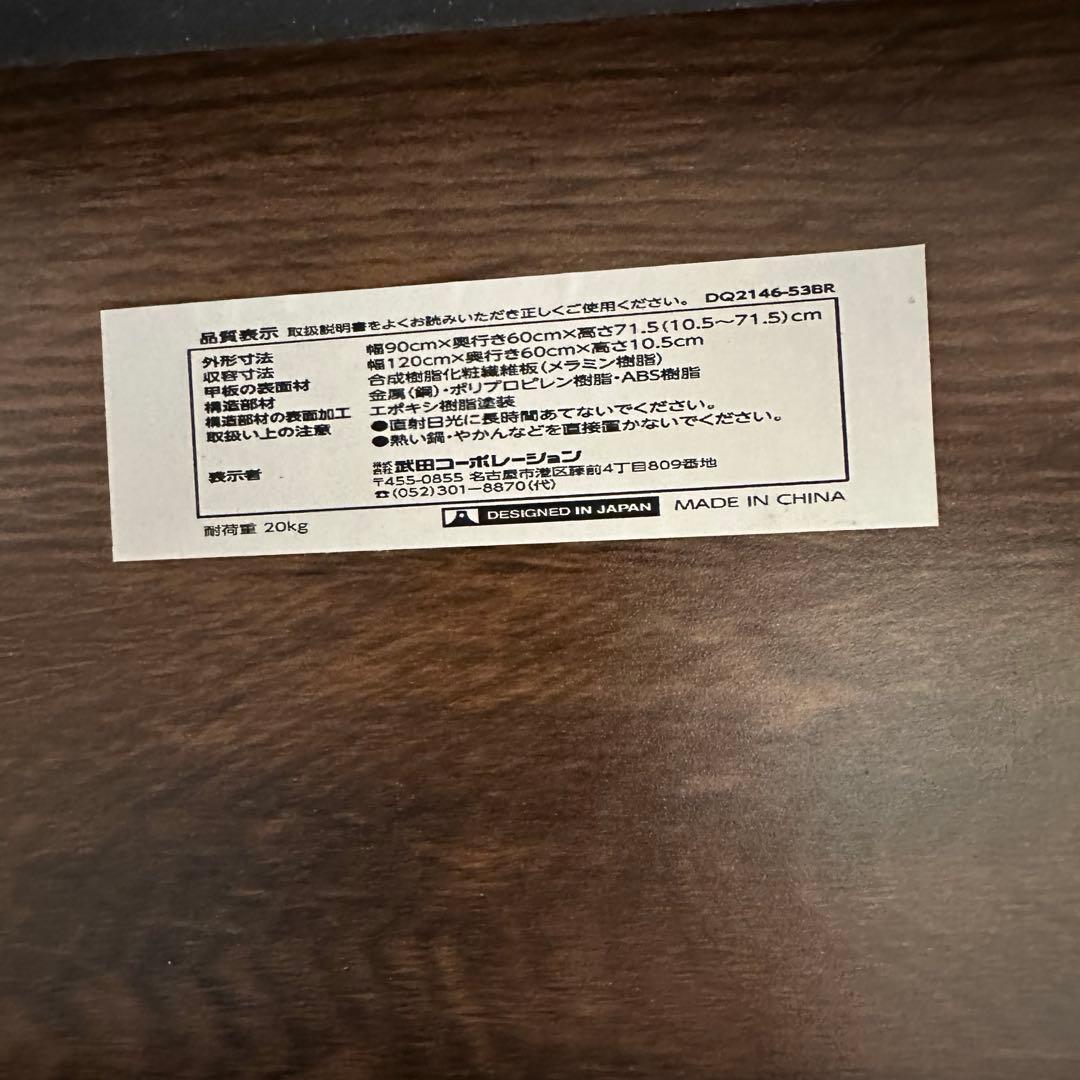 品質表示 取扱説明書をよくお読みいただき正しくご使用ください。 DQ2146-53BR
外形寸法 幅90cm×奥行き60cm×高さ71.5(10.5～71.5)cm
収容寸法 幅120cm×奥行き60cm×高さ10.5cm
甲板の表面材 合成樹脂化粧繊維板(メラミン樹脂)
構造部材 金属(鋼)・ポリプロピレン樹脂・ABS樹脂
構造部材の表面加工 エポキシ樹脂塗装
取扱い上の注意 ●直射日光に長時間あてないでください。
●熱い鍋・やかんなどを直接置かないでください。
表示者 株式会社 武田コーポレーション
〒455-0855 名古屋市港区藤前4丁目809番地
☎(052)301-8870(代)
耐荷重 20kg DESIGNED IN JAPAN MADE IN CHINA